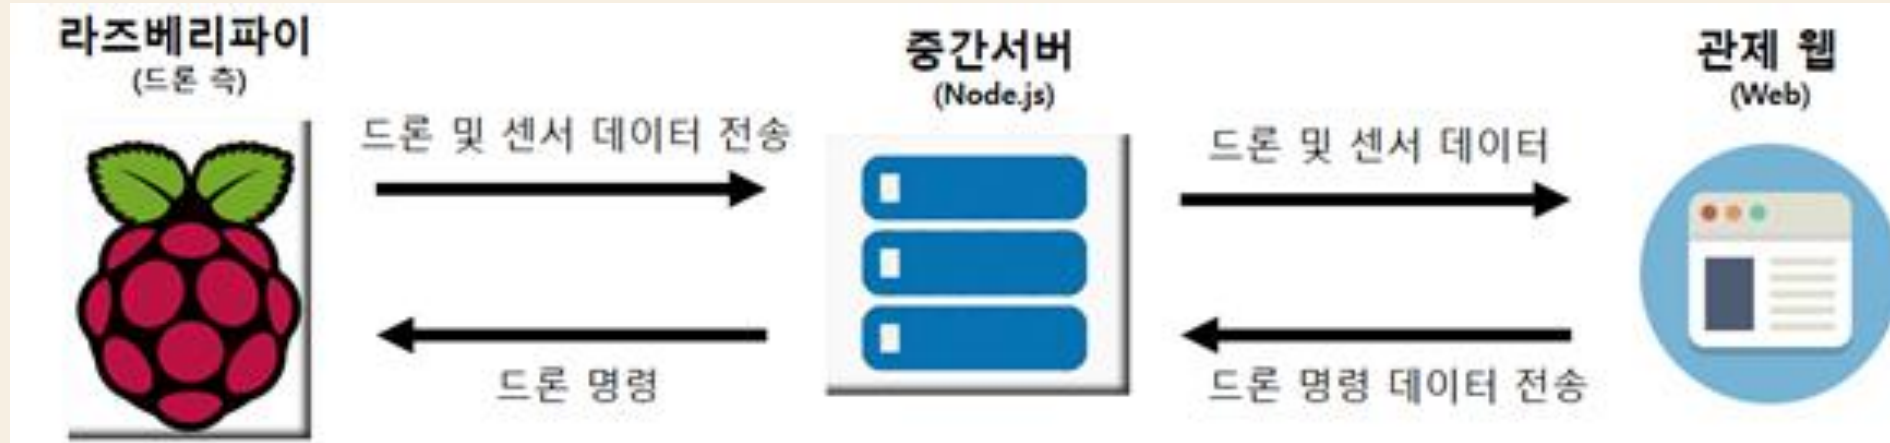 라즈베리파이
(드론 측)
중간서버
(Node.js)
관제 웹
(Web)
드론 및 센서 데이터 전송
드론 및 센서 데이터
드론 명령
드론 명령 데이터 전송